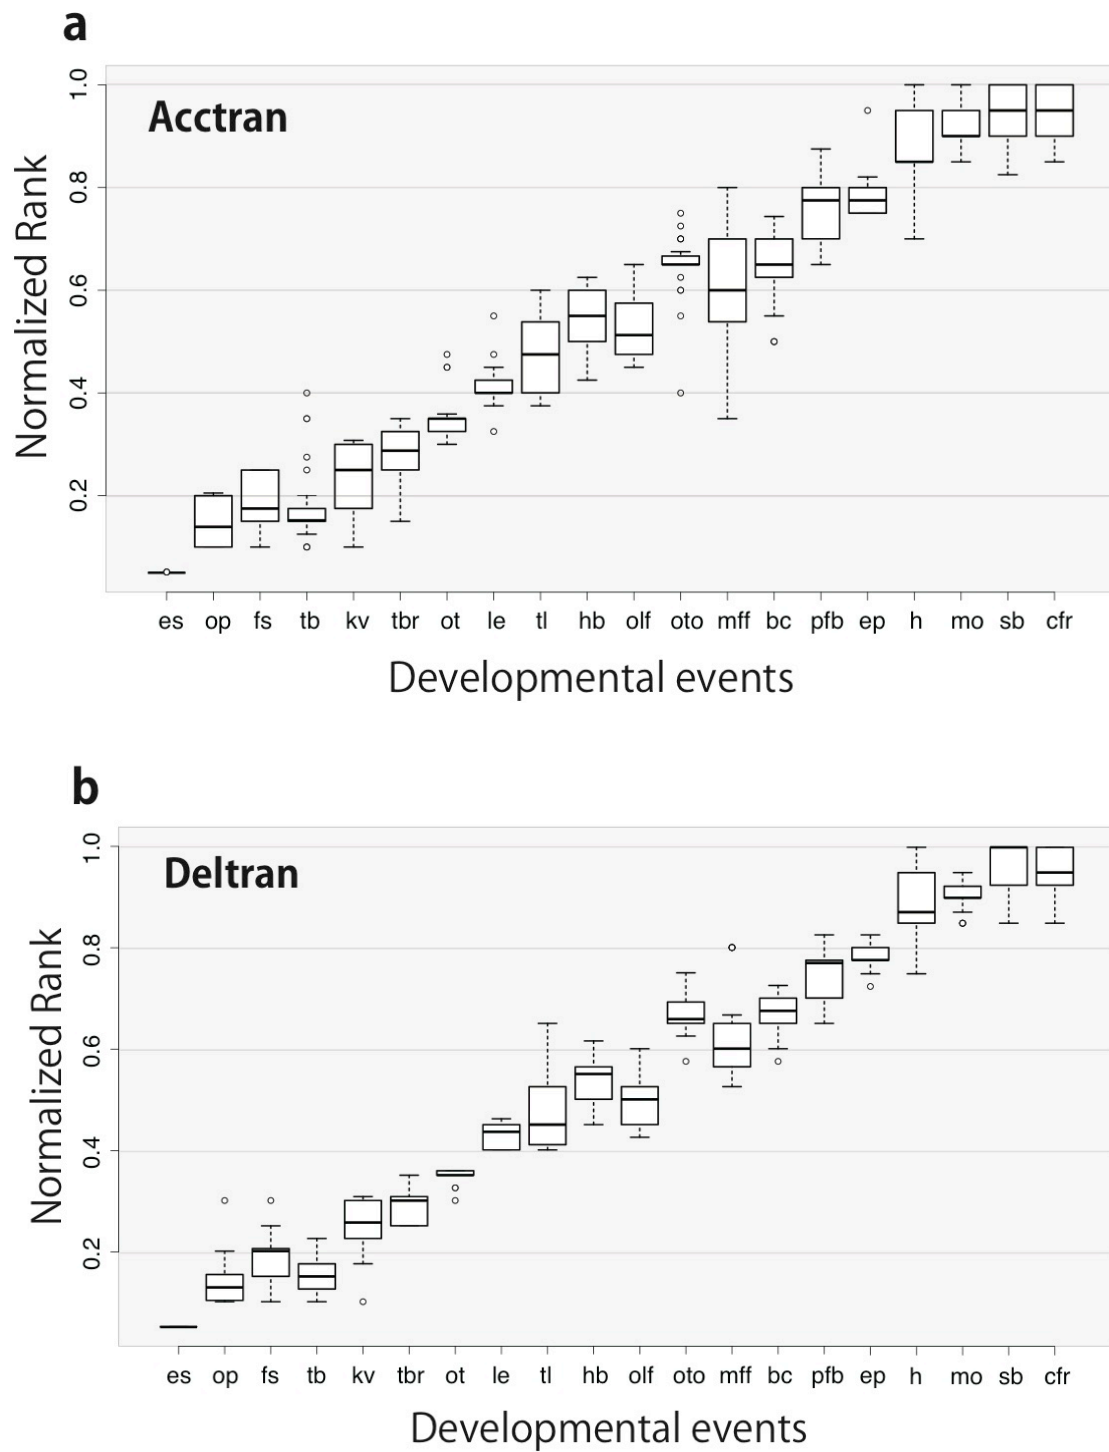 a
Acctran
Normalized Rank
1.0
0.8
0.6
0.4
0.2
es op fs tb kv tbr ot le tl hb olf oto mff bc pfb ep h mo sb cfr
Developmental events
b
Deltran
Normalized Rank
1.0
0.8
0.6
0.4
0.2
es op fs tb kv tbr ot le tl hb olf oto mff bc pfb ep h mo sb cfr
Developmental events